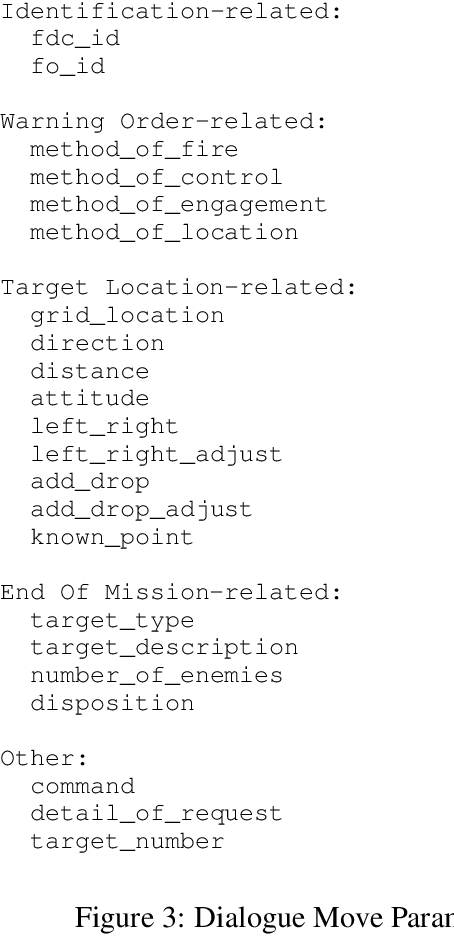 Identification-related:
fdc_id
fo_id
Warning Order-related:
method_of_fire
method_of_control
method_of_engagement
method_of_location
Target Location-related:
grid_location
direction
distance
attitude
left_right
left_right_adjust
add_drop
add_drop_adjust
known_point
End Of Mission-related:
target_type
target_description
number_of_enemies
disposition
Other:
command
detail_of_request
target_number
Figure 3: Dialogue Move Param